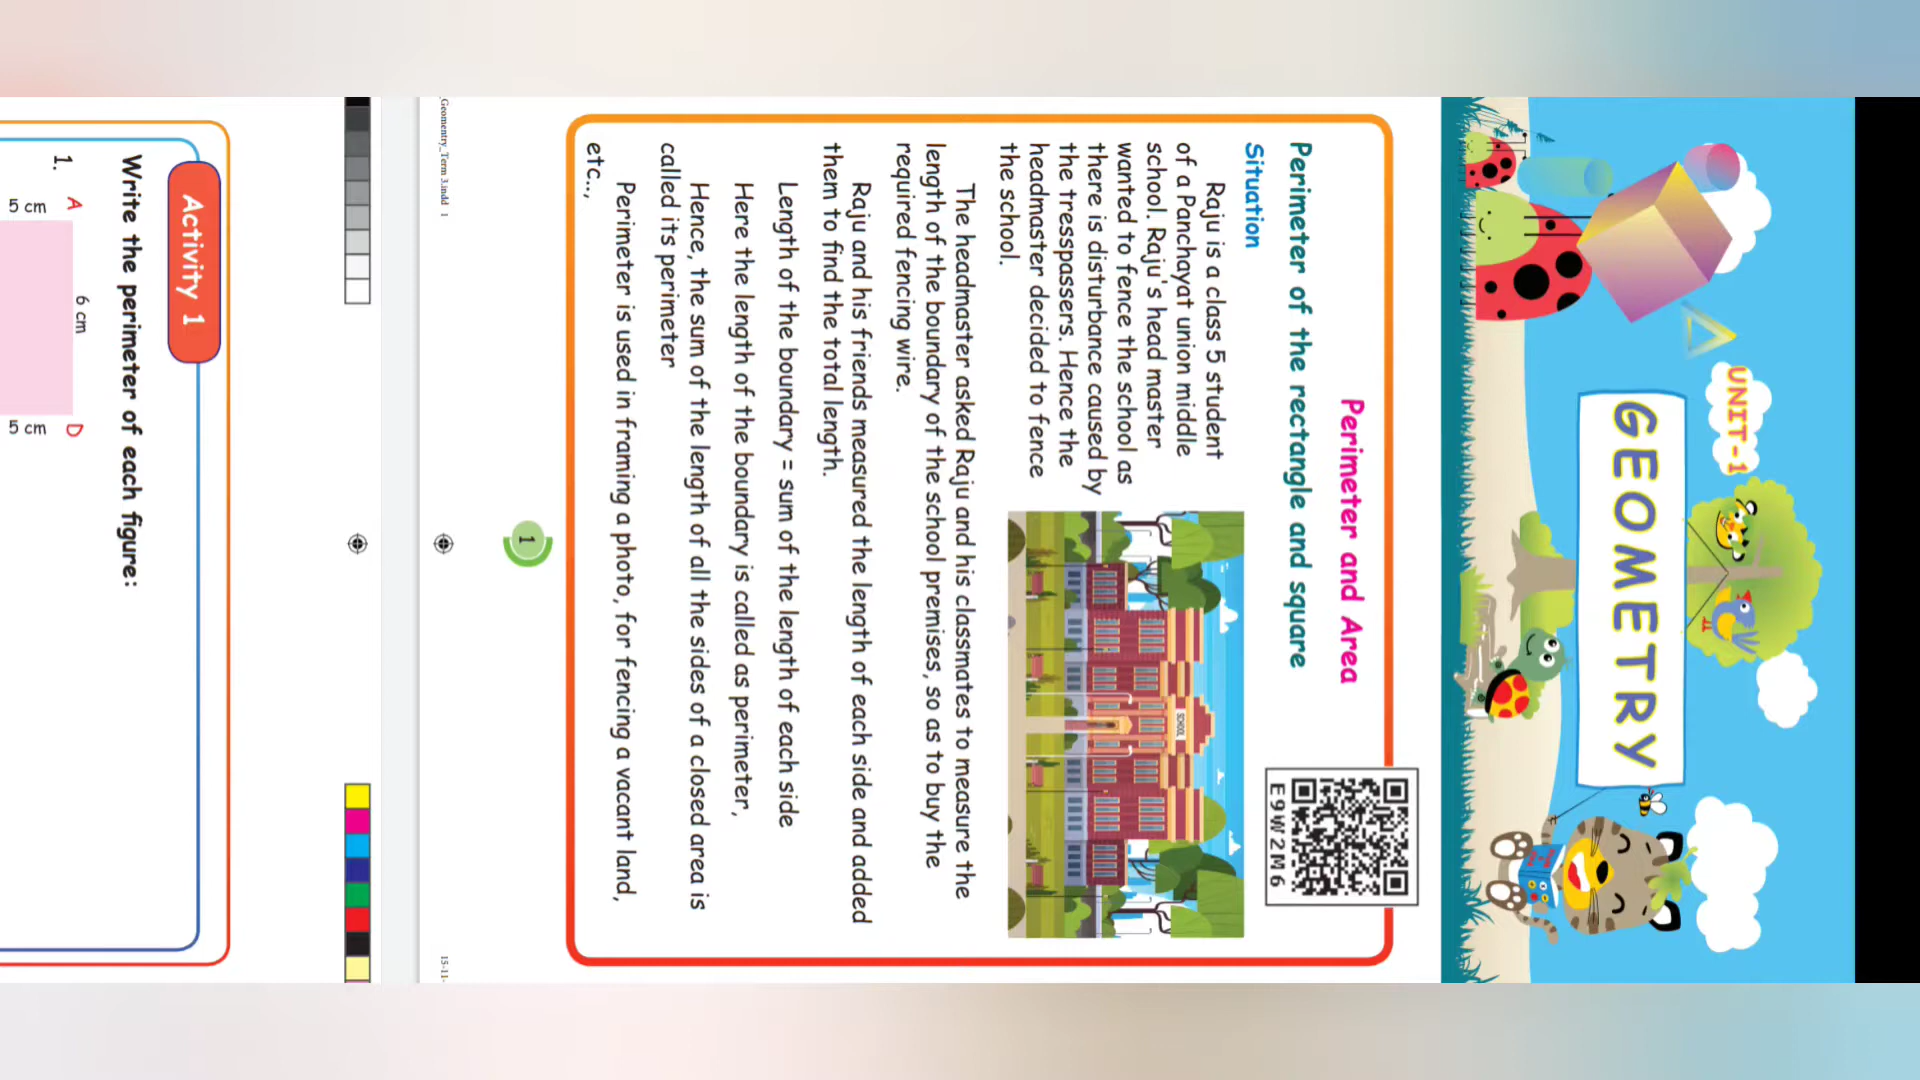 UNIT-1
GEOMETRY
Perimeter and Area
E9W2M6
Perimeter of the rectangle and square
Situation
Raju is a class 5 student
of a Panchayat union middle
school. Raju's head master
wanted to fence the school as
there is disturbance caused by
the tresspassers. Hence the
headmaster decided to fence
the school.
SCHOOL
The headmaster asked Raju and his classmates to measure the
length of the boundary of the school premises, so as to buy the
required fencing wire.
Raju and his friends measured the length of each side and added
them to find the total length.
Length of the boundary = sum of the length of each side
Here the length of the boundary is called as perimeter,
Hence, the sum of the length of all the sides of a closed area is
called its perimeter
Perimeter is used in framing a photo, for fencing a vacant land,
etc..,
1
_Geomentry_Term 3.indd 1
15-11-
Activity 1
Write the perimeter of each figure:
1.
A
6 cm
D
5 cm
5 cm